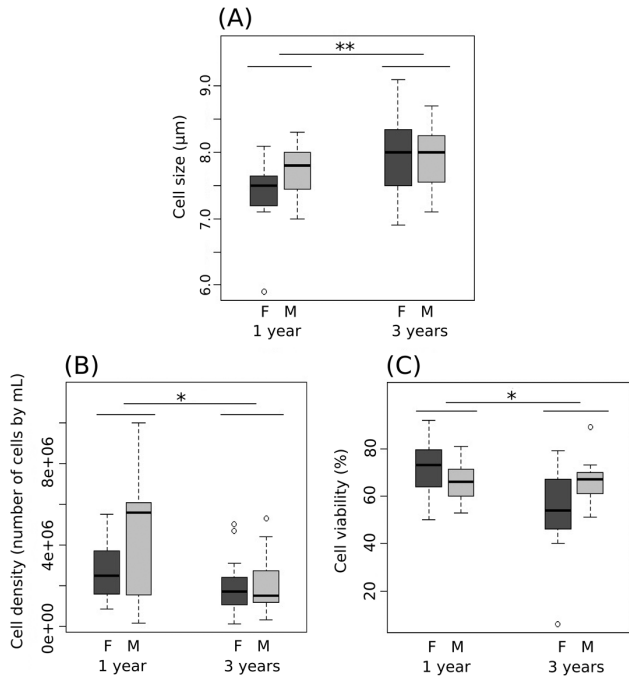 (A)
**
Cell size (μm)
9.0
8.0
7.0
6.0
F M F M
1 year 3 years
(B)
*
Cell density (number of cells by mL)
8e+06
4e+06
0e+00
F M F M
1 year 3 years
(C)
*
Cell viability (%)
80
60
40
20
F M F M
1 year 3 years